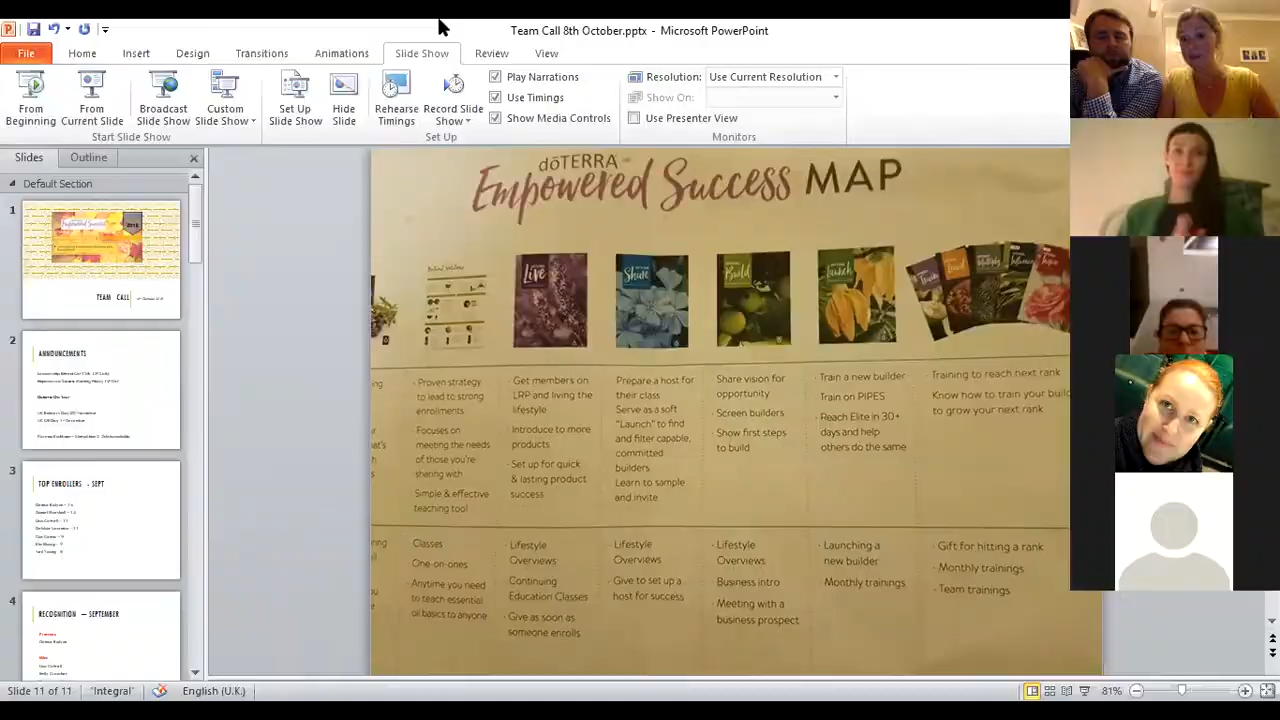 Team Call 8th October.pptx - Microsoft PowerPoint
File Home Insert Design Transitions Animations Slide Show Review View
From Beginning
From Current Slide
Broadcast Slide Show
Custom Slide Show
Set Up Slide Show
Hide Slide
Rehearse Timings
Record Slide Show
Play Narrations
Use Timings
Show Media Controls
Resolution: Use Current Resolution
Show On:
Use Presenter View
Start Slide Show
Set Up
Monitors
Slides Outline
Default Section
1
TEAM CALL
2
ANNOUNCEMENTS
3
TOP ENROLLERS - SEPT
4
RECOGNITION – SEPTEMBER
dōTERRA
Empowered Success MAP
Live
Share
Build
Launch
· Proven strategy
to lead to strong
enrolments
· Focuses on
meeting the needs
of those you're
sharing with
· Simple & effective
teaching tool
· Get members on
LRP and living the
lifestyle
· Introduce to more
products
· Set up for quick
& lasting product
success
Prepare a host for
their class
Serve as a soft
"Launch" to find
and filter capable,
committed
builders
Learn to sample
and invite
Share vision for
opportunity
· Screen builders
· Show first steps
to build
· Train a new builder
· Train on PIPES
· Reach Elite in 30+
days and help
others do the same
· Training to reach next rank
Know how to train your
to grow your next rank
Classes
One-on-ones
Anytime you need
to teach essential
oil basics to anyone
· Lifestyle
Overviews
Continuing
Education Classes
· Give as soon as
someone enrolls
· Lifestyle
Overviews
· Give to set up a
host for success
· Lifestyle
Overviews
Business intro
· Meeting with a
business prospect
· Launching a
new builder
· Monthly trainings
· Gift for hitting a rank
· Monthly trainings
· Team trainings
Slide 11 of 11 "Integral" English (U.K.) 81%